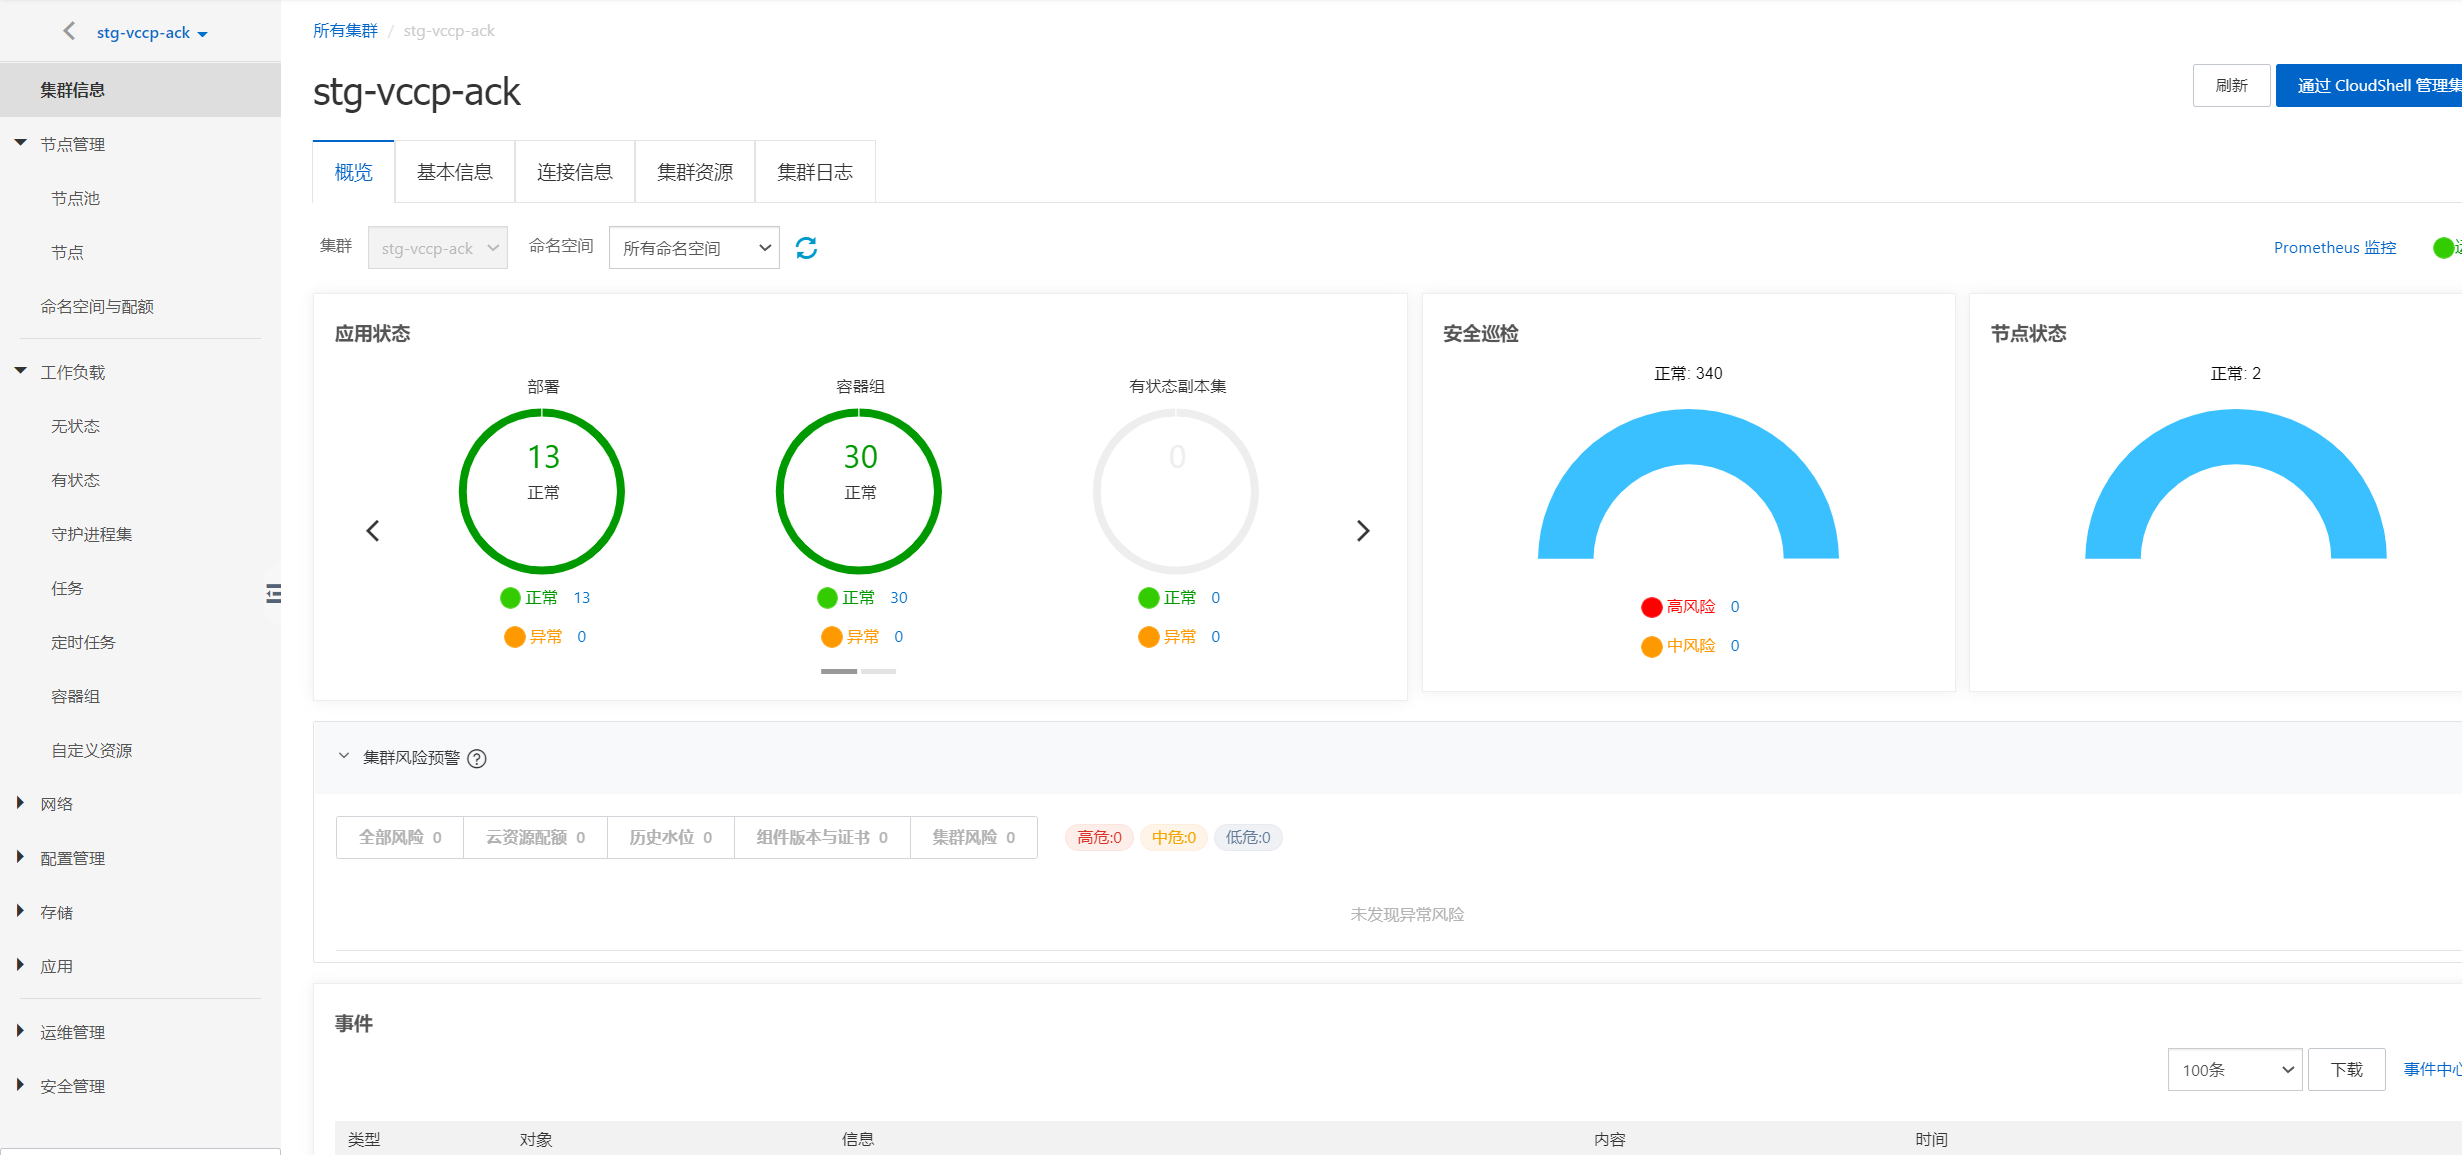 stg-vccp-ack
集群信息
节点管理
节点池
节点
命名空间与配额
工作负载
无状态
有状态
守护进程集
任务
定时任务
容器组
自定义资源
网络
配置管理
存储
应用
运维管理
安全管理
所有集群 / stg-vccp-ack
stg-vccp-ack
刷新 通过 CloudShell 管理集
概览 基本信息 连接信息 集群资源 集群日志
集群 stg-vccp-ack 命名空间 所有命名空间 Prometheus 监控
应用状态
部署 容器组 有状态副本集
13 30 0
正常 正常
正常 13 正常 30 正常 0
异常 0 异常 0 异常 0
安全巡检
正常: 340
高风险 0
中风险 0
节点状态
正常: 2
集群风险预警 ?
全部风险 0 云资源配额 0 历史水位 0 组件版本与证书 0 集群风险 0 高危:0 中危:0 低危:0
未发现异常风险
事件
100条 下载 事件中心
类型 对象 信息 内容 时间